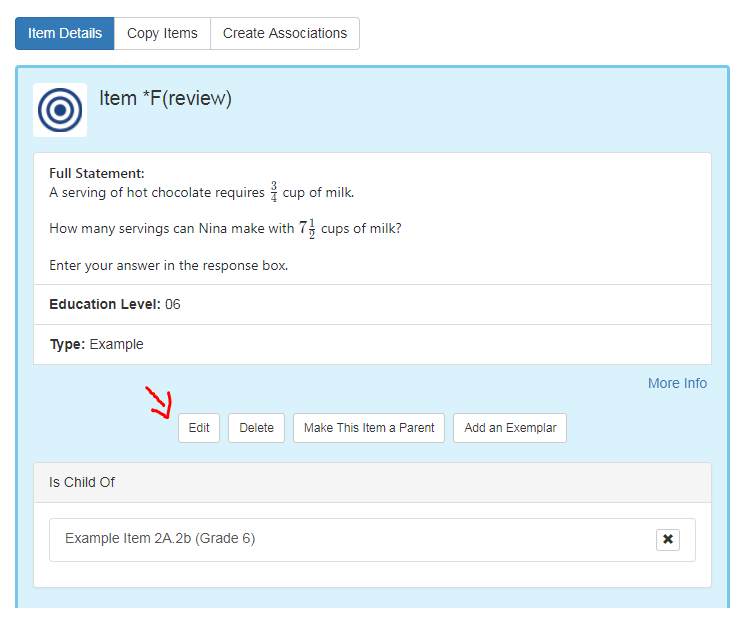 Item Details Copy Items Create Associations
Item *F(review)
Full Statement:
A serving of hot chocolate requires 3/4 cup of milk.
How many servings can Nina make with 7 1/2 cups of milk?
Enter your answer in the response box.
Education Level: 06
Type: Example
More Info
Edit Delete Make This Item a Parent Add an Exemplar
Is Child Of
Example Item 2A.2b (Grade 6)